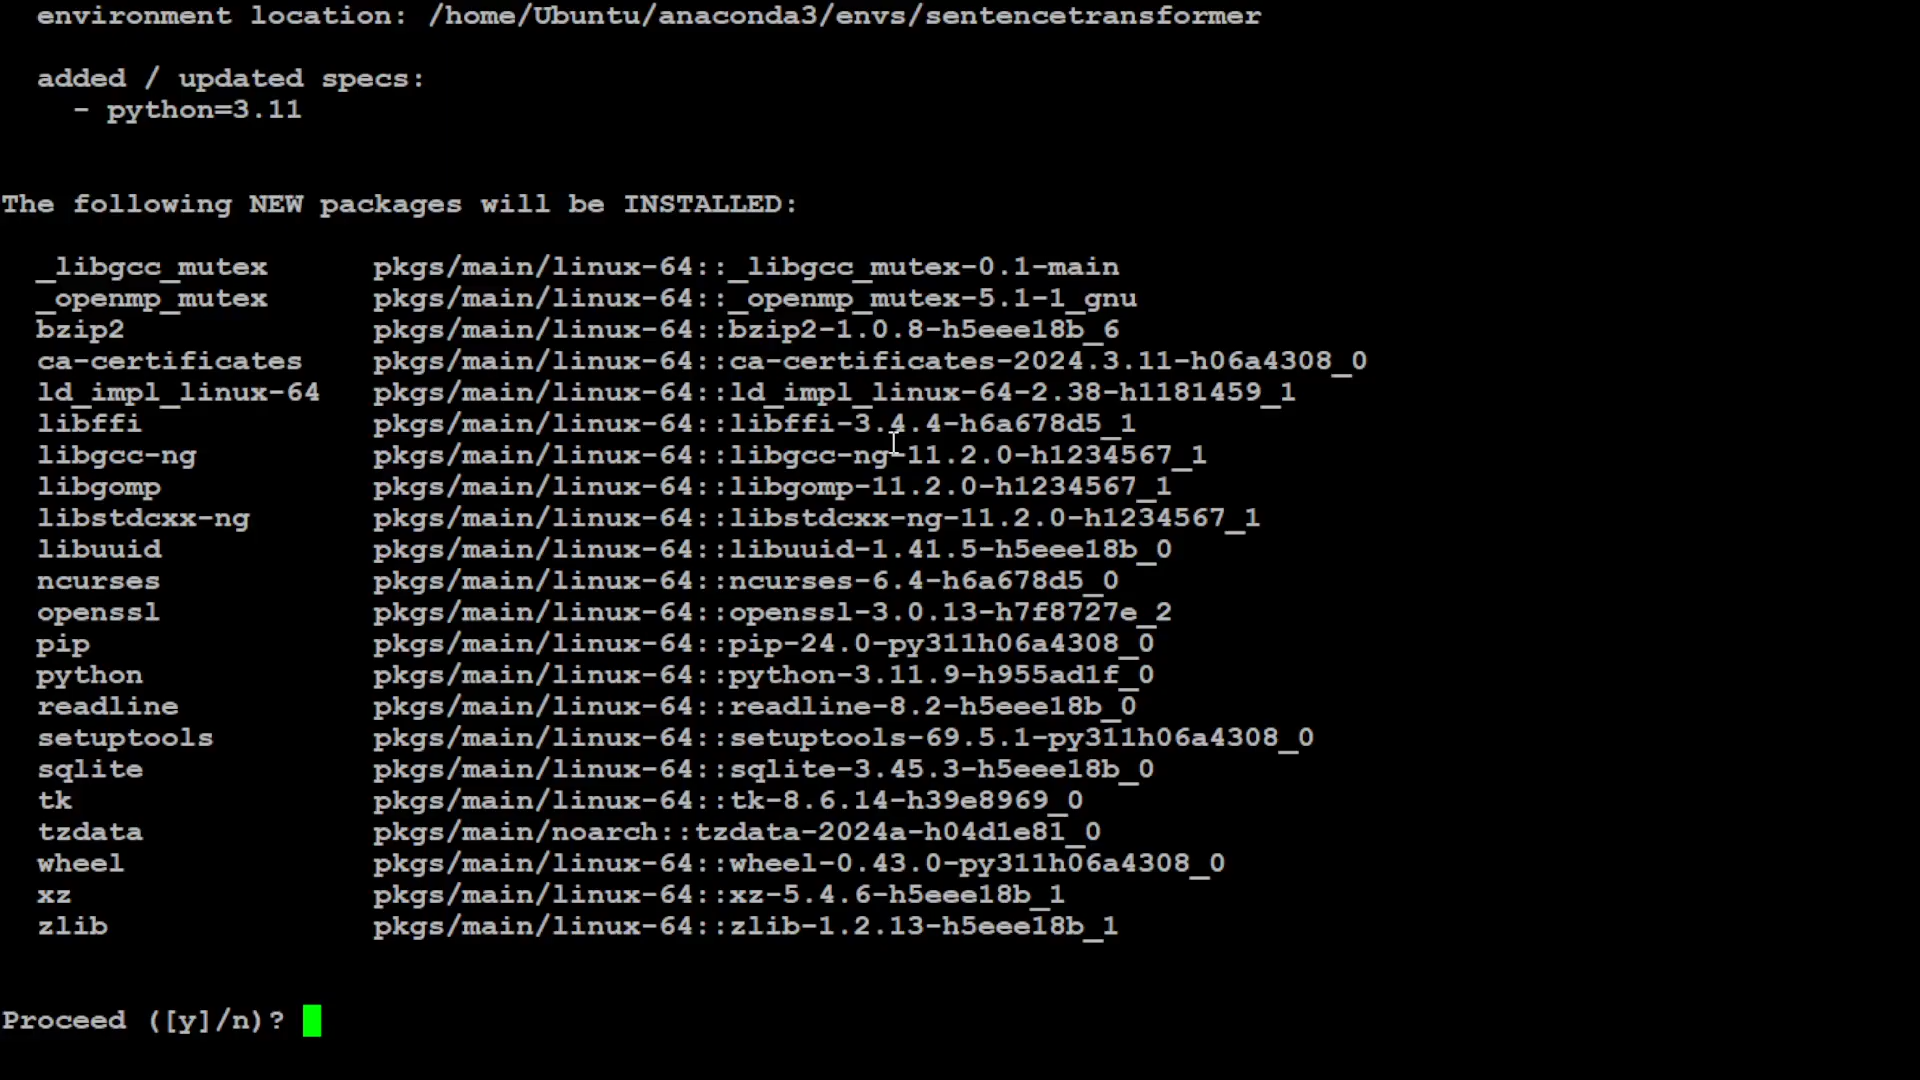 environment location: /home/Ubuntu/anaconda3/envs/sentencetransformer
added / updated specs:
- python=3.11
The following NEW packages will be INSTALLED:
_libgcc_mutex pkgs/main/linux-64::_libgcc_mutex-0.1-main
_openmp_mutex pkgs/main/linux-64::_openmp_mutex-5.1-1_gnu
bzip2 pkgs/main/linux-64::bzip2-1.0.8-h5eee18b_6
ca-certificates pkgs/main/linux-64::ca-certificates-2024.3.11-h06a4308_0
ld_impl_linux-64 pkgs/main/linux-64::ld_impl_linux-64-2.38-h1181459_1
libffi pkgs/main/linux-64::libffi-3.4.4-h6a678d5_1
libgcc-ng pkgs/main/linux-64::libgcc-ng-11.2.0-h1234567_1
libgomp pkgs/main/linux-64::libgomp-11.2.0-h1234567_1
libstdcxx-ng pkgs/main/linux-64::libstdcxx-ng-11.2.0-h1234567_1
libuuid pkgs/main/linux-64::libuuid-1.41.5-h5eee18b_0
ncurses pkgs/main/linux-64::ncurses-6.4-h6a678d5_0
openssl pkgs/main/linux-64::openssl-3.0.13-h7f8727e_2
pip pkgs/main/linux-64::pip-24.0-py311h06a4308_0
python pkgs/main/linux-64::python-3.11.9-h955ad1f_0
readline pkgs/main/linux-64::readline-8.2-h5eee18b_0
setuptools pkgs/main/linux-64::setuptools-69.5.1-py311h06a4308_0
sqlite pkgs/main/linux-64::sqlite-3.45.3-h5eee18b_0
tk pkgs/main/linux-64::tk-8.6.14-h39e8969_0
tzdata pkgs/main/noarch::tzdata-2024a-h04d1e81_0
wheel pkgs/main/linux-64::wheel-0.43.0-py311h06a4308_0
xz pkgs/main/linux-64::xz-5.4.6-h5eee18b_1
zlib pkgs/main/linux-64::zlib-1.2.13-h5eee18b_1
Proceed ([y]/n)?